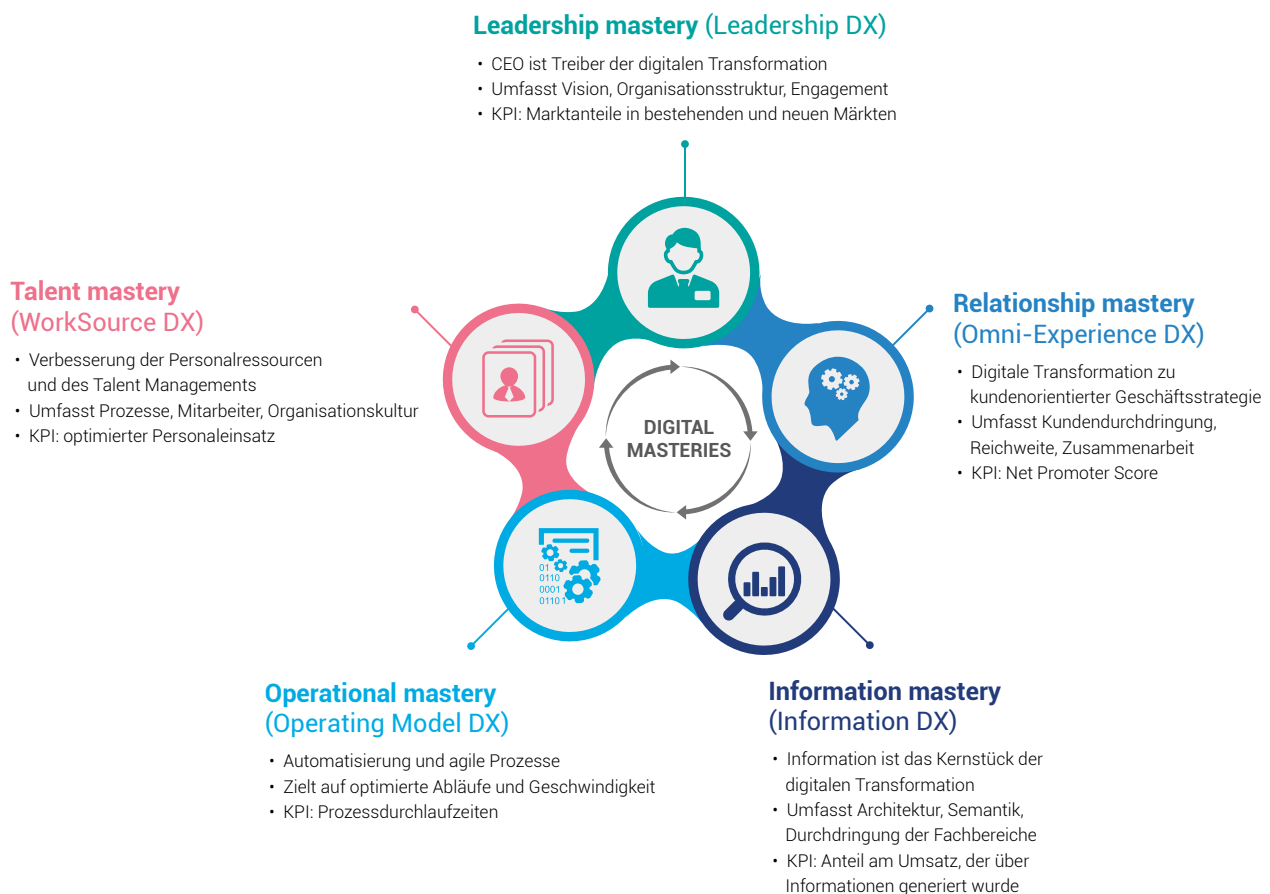 Leadership mastery (Leadership DX)
• CEO ist Treiber der digitalen Transformation
• Umfasst Vision, Organisationsstruktur, Engagement
• KPI: Marktanteile in bestehenden und neuen Märkten
Talent mastery
(WorkSource DX)
• Verbesserung der Personalressourcen
und des Talent Managements
• Umfasst Prozesse, Mitarbeiter, Organisationskultur
• KPI: optimierter Personaleinsatz
Relationship mastery
(Omni-Experience DX)
• Digitale Transformation zu
kundenorientierter Geschäftsstrategie
• Umfasst Kundendurchdringung,
Reichweite, Zusammenarbeit
• KPI: Net Promoter Score
DIGITAL
MASTERIES
01
0110
0001
01101
Operational mastery
(Operating Model DX)
• Automatisierung und agile Prozesse
• Zielt auf optimierte Abläufe und Geschwindigkeit
• KPI: Prozessdurchlaufzeiten
Information mastery
(Information DX)
• Information ist das Kernstück der
digitalen Transformation
• Umfasst Architektur, Semantik,
Durchdringung der Fachbereiche
• KPI: Anteil am Umsatz, der über
Informationen generiert wurde